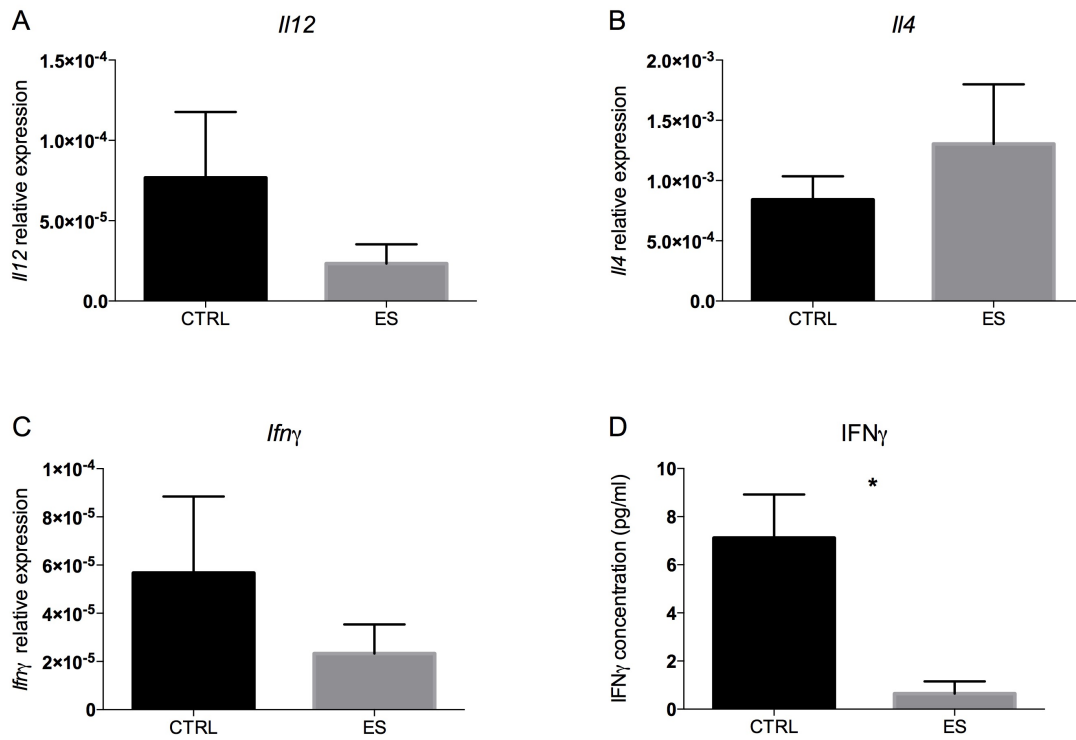 A
Il12
Il12 relative expression
1.5×10⁻⁴
1.0×10⁻⁴
5.0×10⁻⁵
0.0
CTRL ES
B
Il4
Il4 relative expression
2.0×10⁻³
1.5×10⁻³
1.0×10⁻³
5.0×10⁻⁴
0.0
CTRL ES
C
Ifnγ
Ifnγ relative expression
1×10⁻⁴
8×10⁻⁵
6×10⁻⁵
4×10⁻⁵
2×10⁻⁵
0
CTRL ES
D
IFNγ
IFNγ concentration (pg/ml)
10
8
6
4
2
0
*
CTRL ES